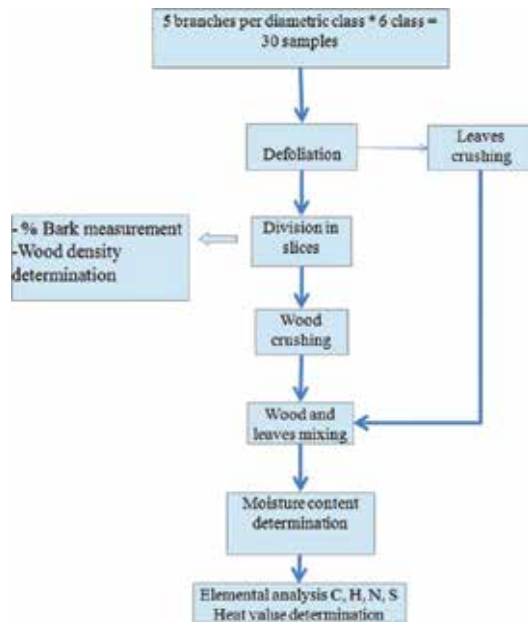 5 branches per diametric class * 6 class =
30 samples
Defoliation
Leaves
crushing
Division in
slices
- % Bark measurement
-Wood density
determination
Wood
crushing
Wood and
leaves mixing
Moisture content
determination
Elemental analysis C, H, N, S
Heat value determination